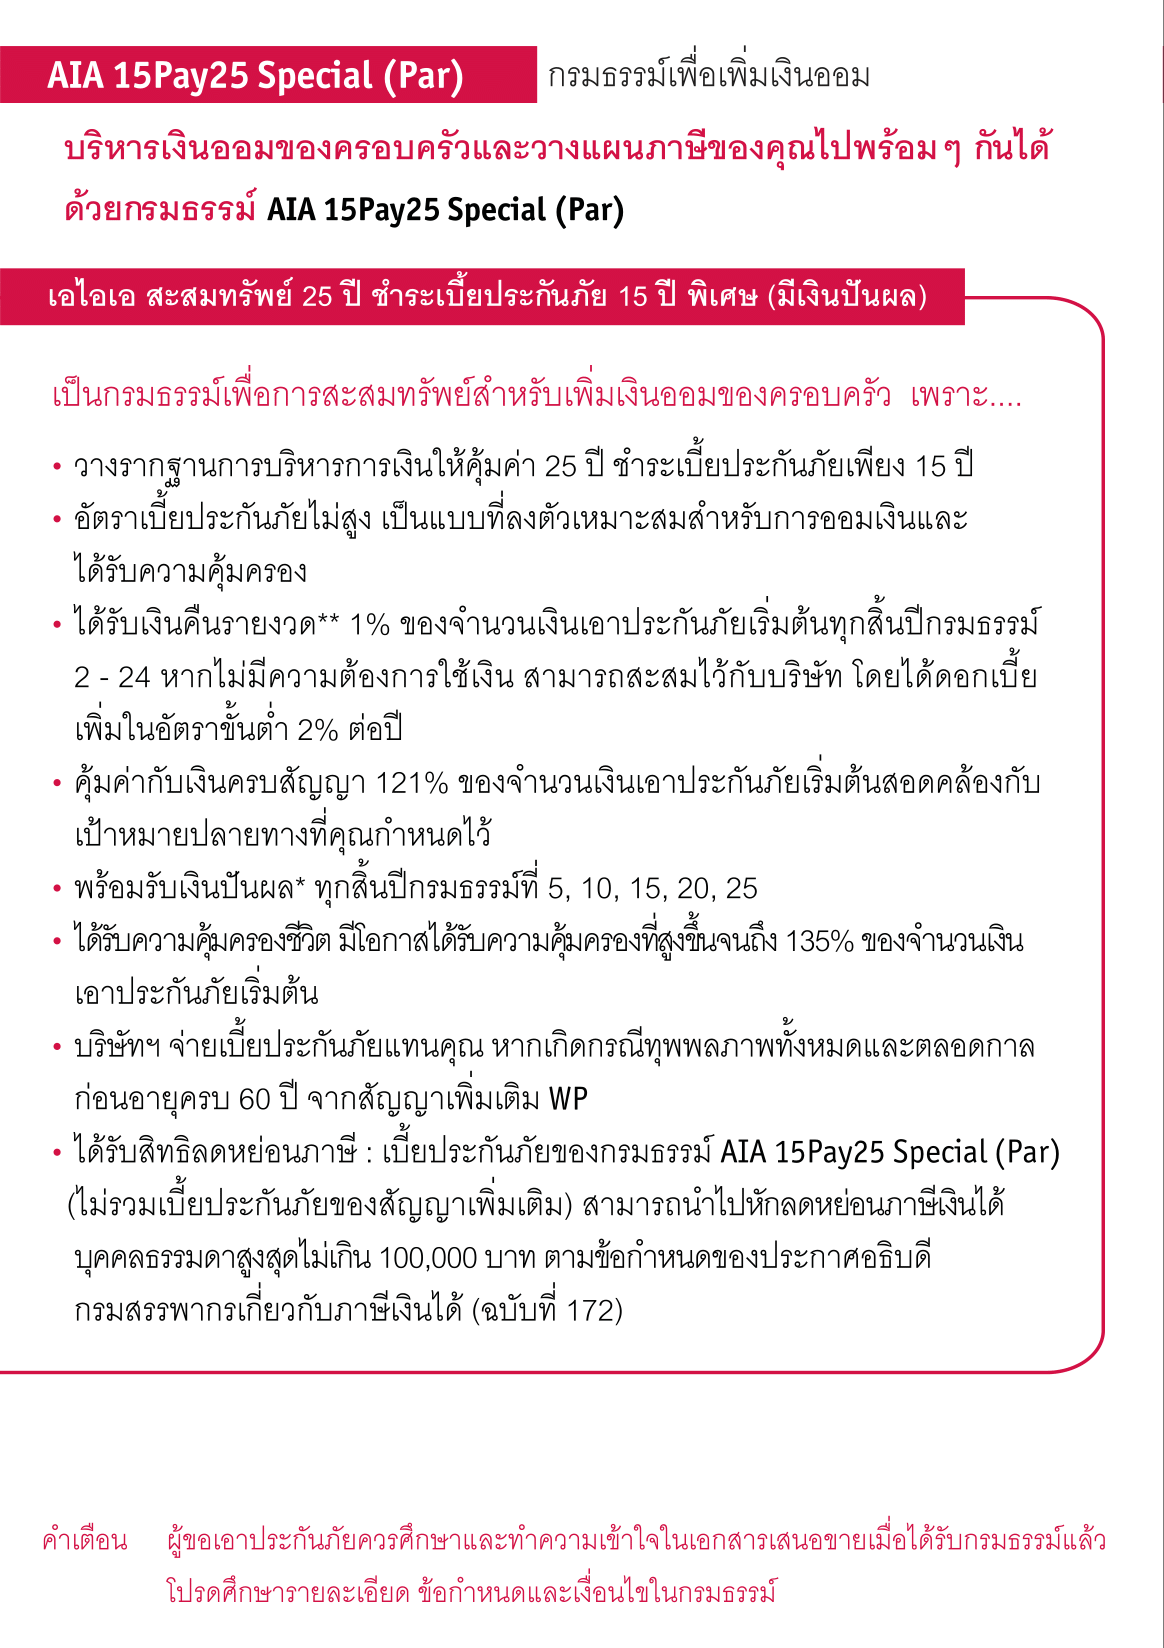 AIA 15Pay25 Special (Par) กรมธรรม์เพื่อเพิ่มเงินออม
บริหารเงินออมของครอบครัวและวางแผนภาษีของคุณไปพร้อมๆ กันได้
ด้วยกรมธรรม์ AIA 15Pay25 Special (Par)
เอไอเอ สะสมทรัพย์ 25 ปี ชำระเบี้ยประกันภัย 15 ปี พิเศษ (มีเงินปันผล)
เป็นกรมธรรม์เพื่อการสะสมทรัพย์สำหรับเพิ่มเงินออมของครอบครัว เพราะ....
• วางรากฐานการบริหารการเงินให้คุ้มค่า 25 ปี ชำระเบี้ยประกันภัยเพียง 15 ปี
• อัตราเบี้ยประกันภัยไม่สูง เป็นแบบที่ลงตัวเหมาะสมสำหรับการออมเงินและ
ได้รับความคุ้มครอง
• ได้รับเงินคืนรายงวด** 1% ของจำนวนเงินเอาประกันภัยเริ่มต้นทุกสิ้นปีกรมธรรม์
2 - 24 หากไม่มีความต้องการใช้เงิน สามารถสะสมไว้กับบริษัท โดยได้ดอกเบี้ย
เพิ่มในอัตราขั้นต่ำ 2% ต่อปี
• คุ้มค่ากับเงินครบสัญญา 121% ของจำนวนเงินเอาประกันภัยเริ่มต้นสอดคล้องกับ
เป้าหมายปลายทางที่คุณกำหนดไว้
• พร้อมรับเงินปันผล* ทุกสิ้นปีกรมธรรม์ที่ 5, 10, 15, 20, 25
• ได้รับความคุ้มครองชีวิต มีโอกาสได้รับความคุ้มครองที่สูงขึ้นจนถึง 135% ของจำนวนเงิน
เอาประกันภัยเริ่มต้น
• บริษัทฯ จ่ายเบี้ยประกันภัยแทนคุณ หากเกิดกรณีทุพพลภาพทั้งหมดและตลอดกาล
ก่อนอายุครบ 60 ปี จากสัญญาเพิ่มเติม WP
• ได้รับสิทธิลดหย่อนภาษี : เบี้ยประกันภัยของกรมธรรม์ AIA 15Pay25 Special (Par)
(ไม่รวมเบี้ยประกันภัยของสัญญาเพิ่มเติม) สามารถนำไปหักลดหย่อนภาษีเงินได้
บุคคลธรรมดาสูงสุดไม่เกิน 100,000 บาท ตามข้อกำหนดของประกาศอธิบดี
กรมสรรพากรเกี่ยวกับภาษีเงินได้ (ฉบับที่ 172)
คำเตือน ผู้ขอเอาประกันภัยควรศึกษาและทำความเข้าใจในเอกสารเสนอขายเมื่อได้รับกรมธรรม์แล้ว
โปรดศึกษารายละเอียด ข้อกำหนดและเงื่อนไขในกรมธรรม์